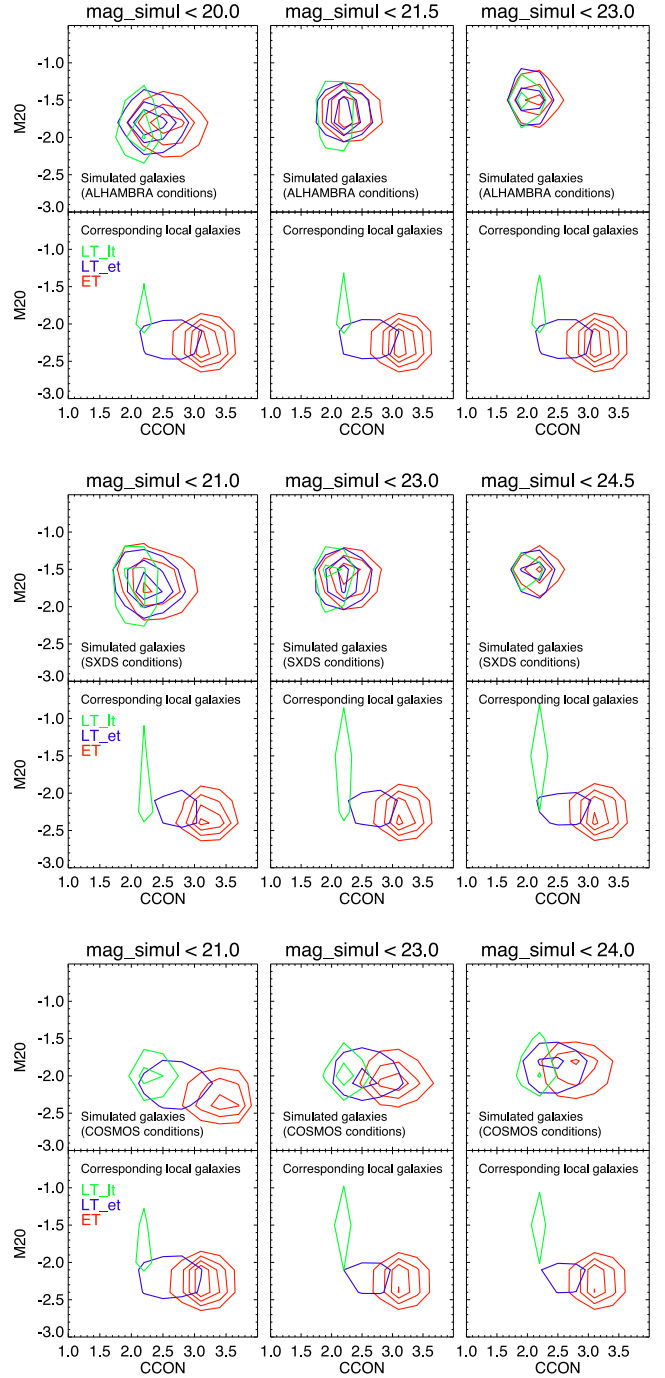 mag_simul < 20.0 mag_simul < 21.5 mag_simul < 23.0
-1.0
-1.5
M20
-2.0
-2.5
Simulated galaxies Simulated galaxies Simulated galaxies
(ALHAMBRA conditions) (ALHAMBRA conditions) (ALHAMBRA conditions)
-3.0
Corresponding local galaxies Corresponding local galaxies Corresponding local galaxies
LT_lt
-1.0
LT_et
ET
-1.5
M20
-2.0
-2.5
-3.0
1.0 1.5 2.0 2.5 3.0 3.5 1.0 1.5 2.0 2.5 3.0 3.5 1.0 1.5 2.0 2.5 3.0 3.5
CCON CCON CCON
mag_simul < 21.0 mag_simul < 23.0 mag_simul < 24.5
-1.0
-1.5
M20
-2.0
-2.5
Simulated galaxies Simulated galaxies Simulated galaxies
(SXDS conditions) (SXDS conditions) (SXDS conditions)
-3.0
Corresponding local galaxies Corresponding local galaxies Corresponding local galaxies
LT_lt
-1.0
LT_et
ET
-1.5
M20
-2.0
-2.5
-3.0
1.0 1.5 2.0 2.5 3.0 3.5 1.0 1.5 2.0 2.5 3.0 3.5 1.0 1.5 2.0 2.5 3.0 3.5
CCON CCON CCON
mag_simul < 21.0 mag_simul < 23.0 mag_simul < 24.0
-1.0
-1.5
M20
-2.0
-2.5
Simulated galaxies Simulated galaxies Simulated galaxies
(COSMOS conditions) (COSMOS conditions) (COSMOS conditions)
-3.0
Corresponding local galaxies Corresponding local galaxies Corresponding local galaxies
LT_lt
-1.0
LT_et
ET
-1.5
M20
-2.0
-2.5
-3.0
1.0 1.5 2.0 2.5 3.0 3.5 1.0 1.5 2.0 2.5 3.0 3.5 1.0 1.5 2.0 2.5 3.0 3.5
CCON CCON CCON